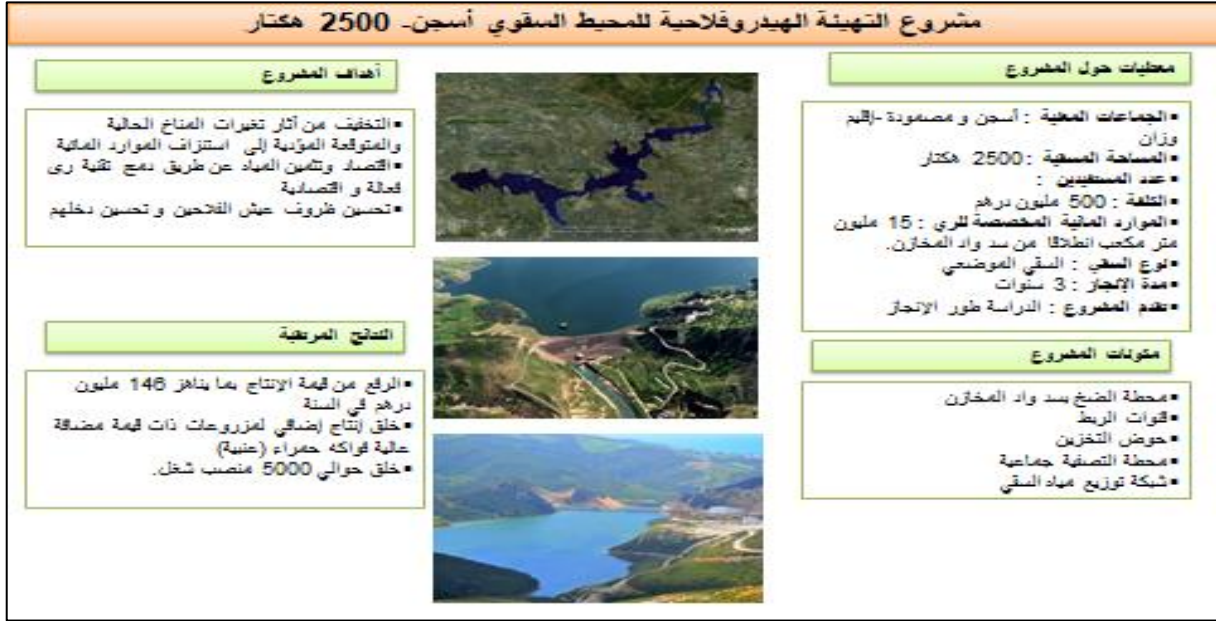 مشروع التهيئة الهيدروفلاحية للمحيط السقوي أسجن- 2500 هكتار
معطيات حول المشروع
▪الجماعات المعنية : أسجن و مصمودة -إقليم
وزان
▪المساحة المسقية : 2500 هكتار
▪عدد المستفيدين :
▪الكلفة : 500 مليون درهم
▪الموارد المائية المخصصة للري : 15 مليون
متر مكعب انطلاقا من سد واد المخازن.
▪نوع السقي : السقي الموضعي
▪مدة الإنجاز : 3 سنوات
▪تقدم المشروع : الدراسة طور الإنجاز
مكونات المشروع
▪محطة الضخ بسد واد المخازن
▪قنوات الربط
▪حوض التخزين
▪محطة التصفية جماعية
▪شبكة توزيع مياه السقي
أهداف المشروع
▪التخفيف من آثار تغيرات المناخ الحالية
والمتوقعة المؤدية إلى استنزاف الموارد المائية
▪اقتصاد وتثمين المياه عن طريق دمج تقنية ري
فعالة و اقتصادية
▪تحسين ظروف عيش الفلاحين و تحسين دخلهم
النتائج المرتقبة
▪الرفع من قيمة الإنتاج بما يناهز 146 مليون
درهم في السنة
▪خلق إنتاج إضافي لمزروعات ذات قيمة مضافة
عالية فواكه حمراء (عنبية)
▪خلق حوالي 5000 منصب شغل.